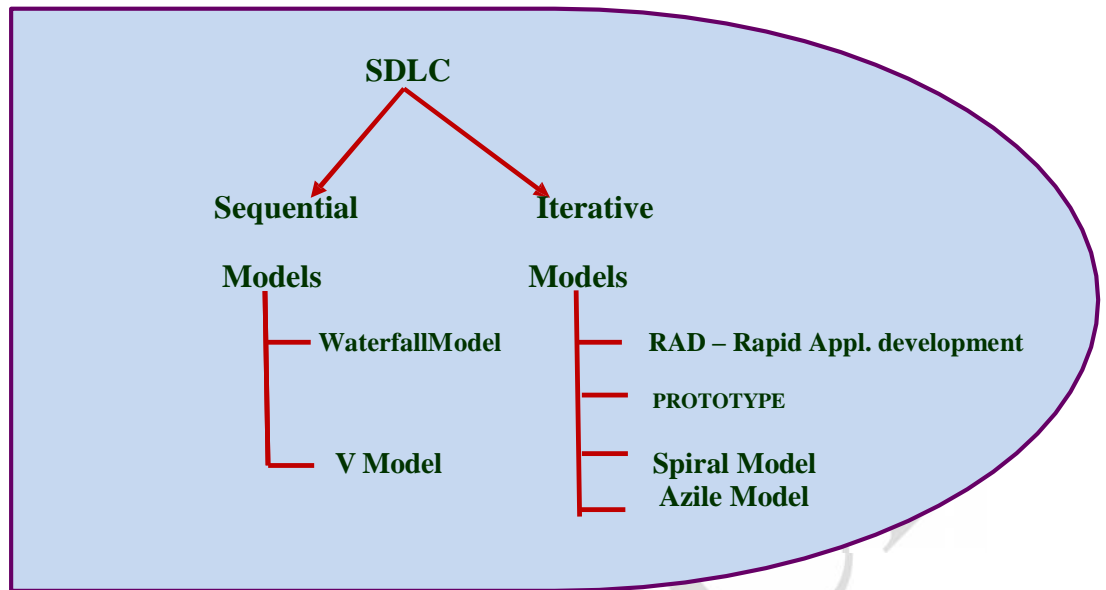 SDLC
Sequential
Models
WaterfallModel
V Model
Iterative
Models
RAD – Rapid Appl. development
PROTOTYPE
Spiral Model
Azile Model